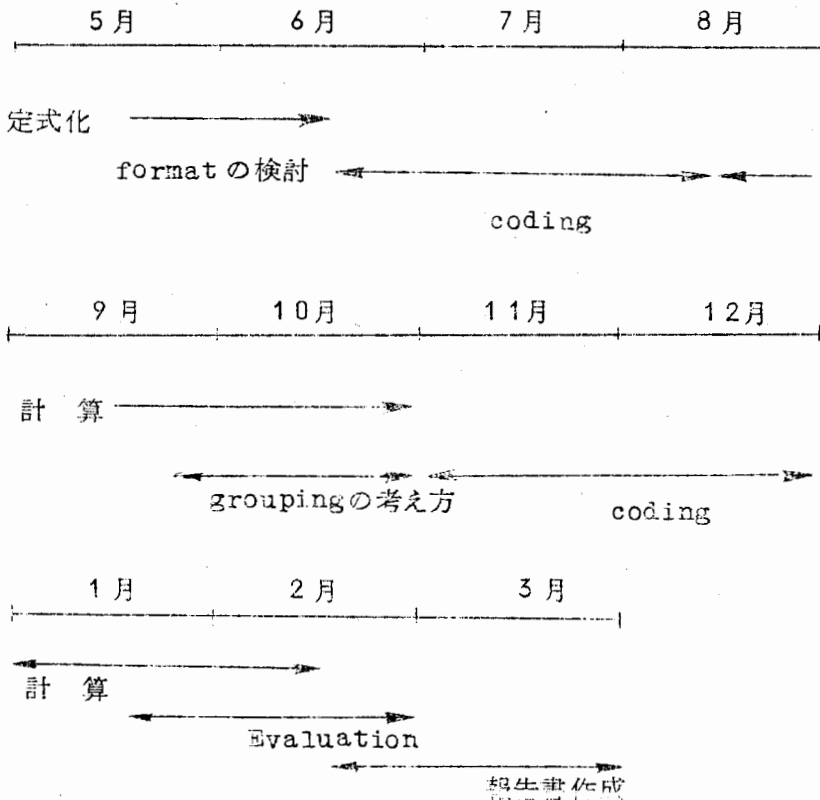 5月 6月 7月 8月
定式化
formatの検討
coding
9月 10月 11月 12月
計 算
groupingの考え方
coding
1月 2月 3月
計 算
Evaluation
報告書作成